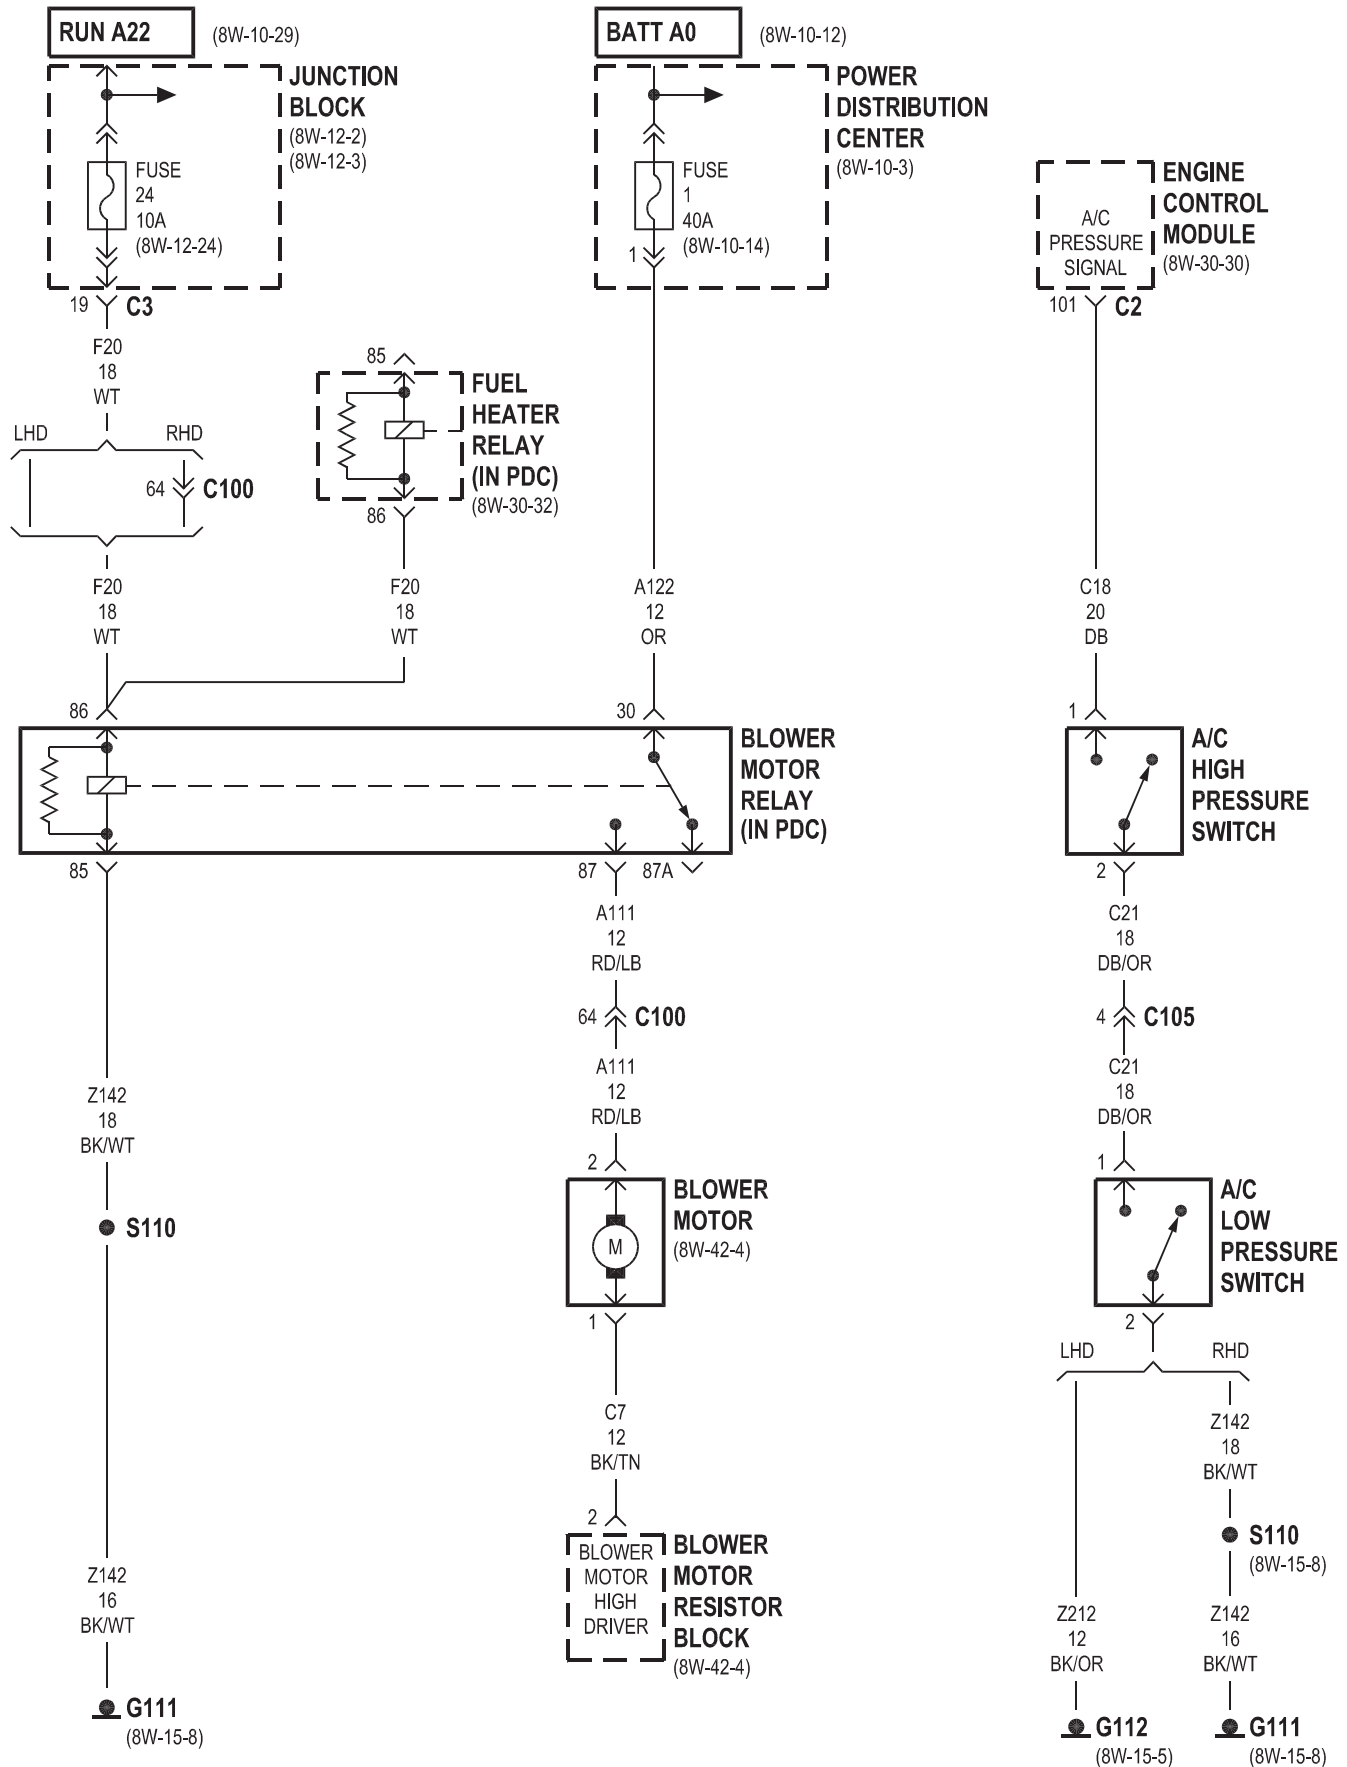 RUN A22
(8W-10-29)
JUNCTION
BLOCK
(8W-12-2)
(8W-12-3)
FUSE
24
10A
(8W-12-24)
19
C3
F20
18
WT
LHD
RHD
64
C100
F20
18
WT
85
FUEL
HEATER
RELAY
(IN PDC)
(8W-30-32)
86
F20
18
WT
BATT A0
(8W-10-12)
POWER
DISTRIBUTION
CENTER
(8W-10-3)
FUSE
1
40A
(8W-10-14)
1
A122
12
OR
ENGINE
CONTROL
MODULE
(8W-30-30)
A/C
PRESSURE
SIGNAL
101
C2
C18
20
DB
86
30
BLOWER
MOTOR
RELAY
(IN PDC)
85
87
87A
1
A/C
HIGH
PRESSURE
SWITCH
2
A111
12
RD/LB
64
C100
A111
12
RD/LB
C21
18
DB/OR
4
C105
C21
18
DB/OR
Z142
18
BK/WT
S110
Z142
16
BK/WT
G111
(8W-15-8)
2
BLOWER
MOTOR
(8W-42-4)
M
1
C7
12
BK/TN
2
BLOWER
MOTOR
HIGH
DRIVER
BLOWER
MOTOR
RESISTOR
BLOCK
(8W-42-4)
1
A/C
LOW
PRESSURE
SWITCH
2
LHD
RHD
Z142
18
BK/WT
S110
(8W-15-8)
Z212
12
BK/OR
Z142
16
BK/WT
G112
(8W-15-5)
G111
(8W-15-8)